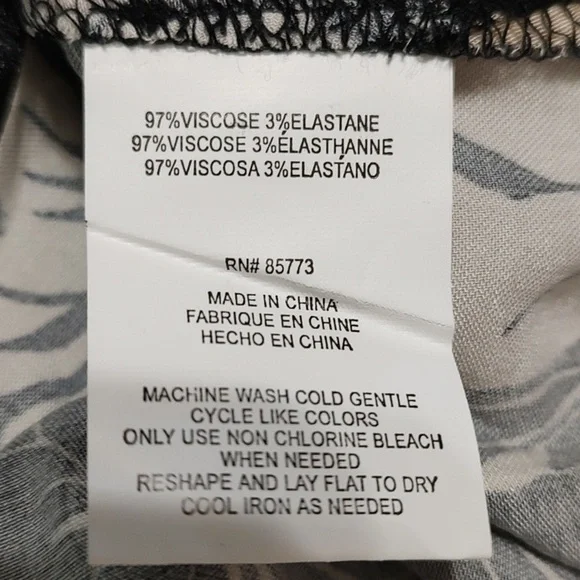 97%VISCOSE 3%ELASTANE
97%VISCOSE 3%ÉLASTHANNE
97%VISCOSA 3%ELASTANO
RN# 85773
MADE IN CHINA
FABRIQUE EN CHINE
HECHO EN CHINA
MACHINE WASH COLD GENTLE
CYCLE LIKE COLORS
ONLY USE NON CHLORINE BLEACH
WHEN NEEDED
RESHAPE AND LAY FLAT TO DRY
COOL IRON AS NEEDED